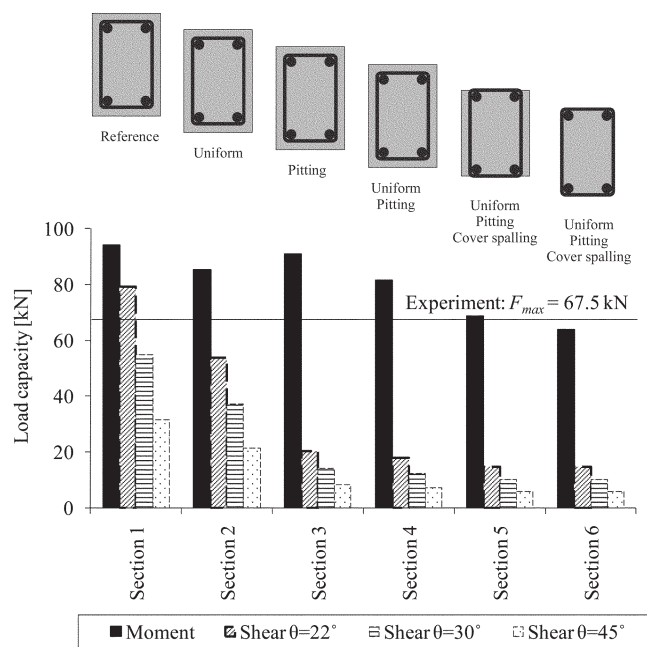 Reference
Uniform
Pitting
Uniform
Pitting
Uniform
Pitting
Cover spalling
Uniform
Pitting
Cover spalling
Load capacity [kN]
100
80
60
40
20
0
Experiment: Fmax = 67.5 kN
Section 1
Section 2
Section 3
Section 4
Section 5
Section 6
Moment
Shear θ=22°
Shear θ=30°
Shear θ=45°